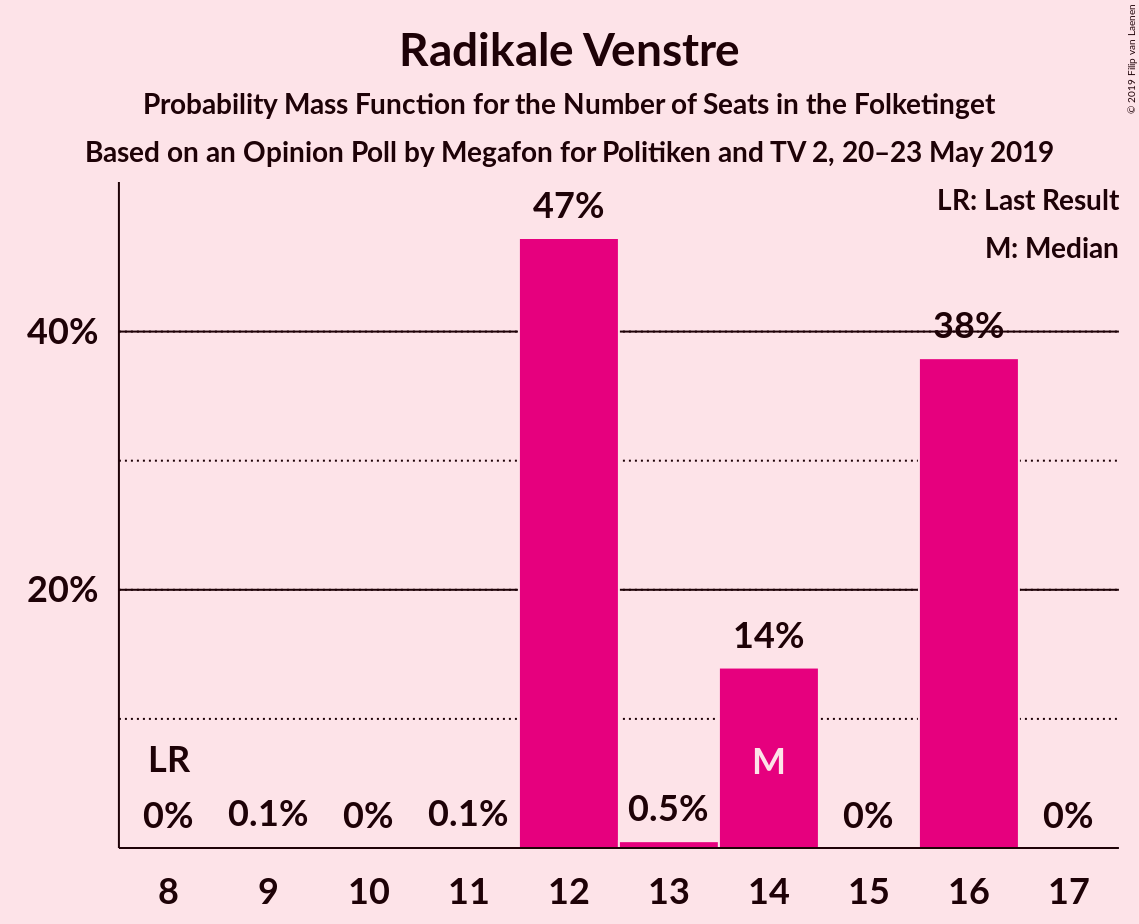 Radikale Venstre
Probability Mass Function for the Number of Seats in the Folketinget
Based on an Opinion Poll by Megafon for Politiken and TV 2, 20–23 May 2019
© 2019 Filip van Laenen
LR: Last Result
M: Median
40%
20%
47%
38%
14%
M
LR
0%
0.1%
0%
0.1%
0.5%
0%
0%
8 9 10 11 12 13 14 15 16 17